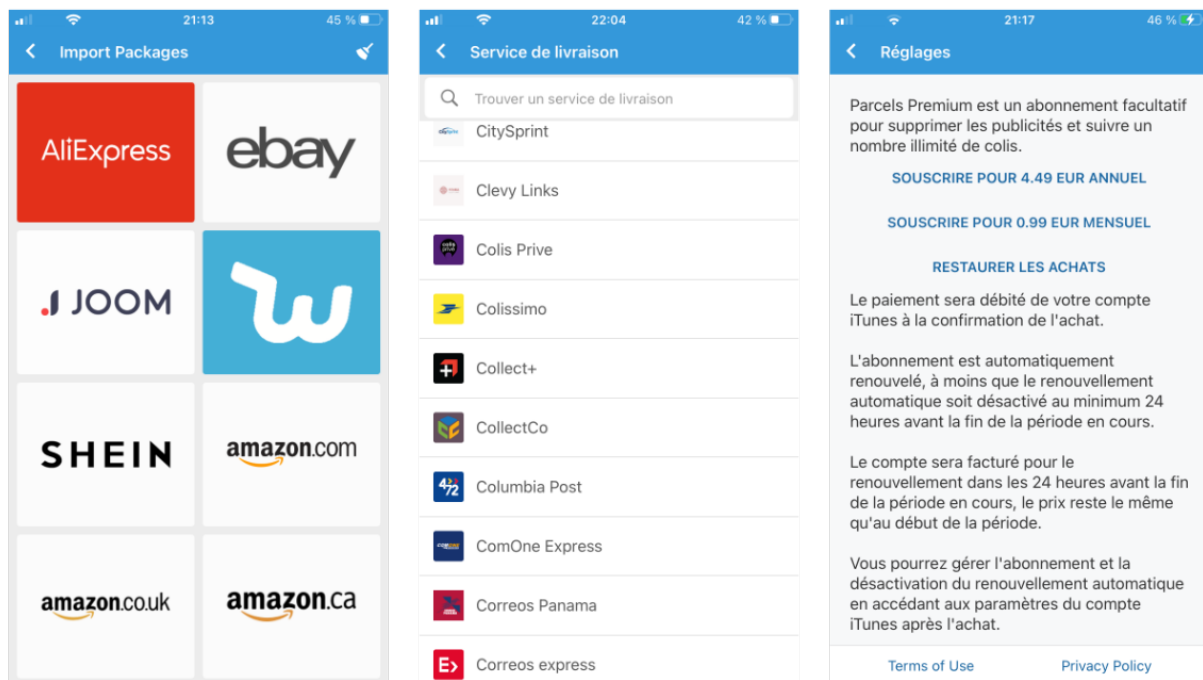 21:13
45 %
Import Packages
AliExpress
ebay
JOOM
SHEIN
amazon.com
amazon.co.uk
amazon.ca
22:04
42 %
Service de livraison
Trouver un service de livraison
CitySprint
Clevy Links
Colis Prive
Colissimo
Collect+
CollectCo
472
Columbia Post
ComOne Express
Correos Panama
Correos express
21:17
46 %
Réglages
Parcels Premium est un abonnement facultatif
pour supprimer les publicités et suivre un
nombre illimité de colis.
SOUSCRIRE POUR 4.49 EUR ANNUEL
SOUSCRIRE POUR 0.99 EUR MENSUEL
RESTAURER LES ACHATS
Le paiement sera débité de votre compte
iTunes à la confirmation de l'achat.
L'abonnement est automatiquement
renouvelé, à moins que le renouvellement
automatique soit désactivé au minimum 24
heures avant la fin de la période en cours.
Le compte sera facturé pour le
renouvellement dans les 24 heures avant la fin
de la période en cours, le prix reste le même
qu'au début de la période.
Vous pourrez gérer l'abonnement et la
désactivation du renouvellement automatique
en accédant aux paramètres du compte
iTunes après l'achat.
Terms of Use
Privacy Policy